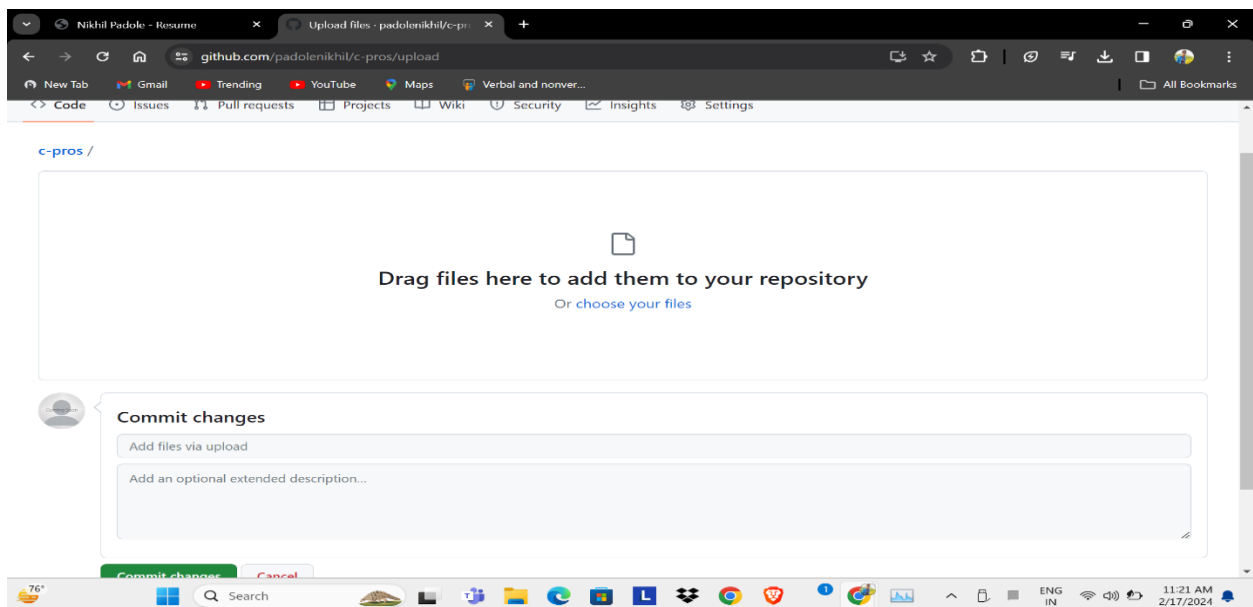 Nikhil Padole - Resume
Upload files · padolenikhil/c-pr
github.com/padolenikhil/c-pros/upload
New Tab Gmail Trending YouTube Maps Verbal and nonver... All Bookmarks
Code Issues Pull requests Projects Wiki Security Insights Settings
c-pros /
Drag files here to add them to your repository
Or choose your files
Commit changes
Add files via upload
Add an optional extended description...
Commit changes Cancel
76°
Search
L
1
ENG
IN
11:21 AM
2/17/2024